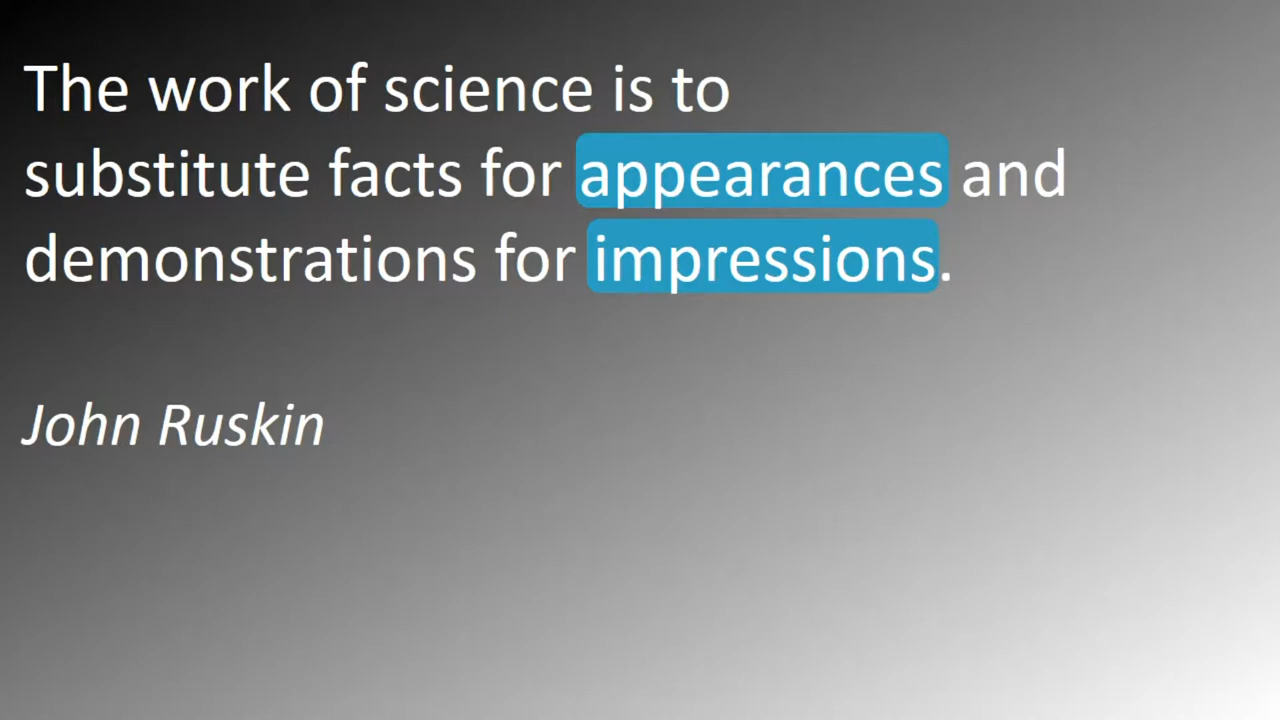 The work of science is to
substitute facts for appearances and
demonstrations for impressions.
John Ruskin